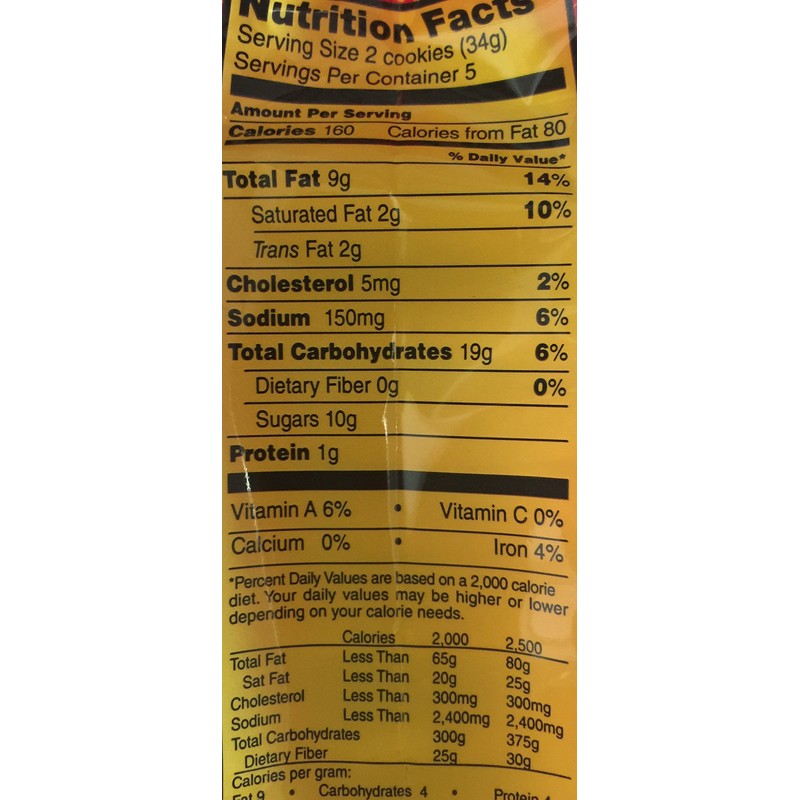 Nutrition Facts
Serving Size 2 cookies (34g)
Servings Per Container 5
Amount Per Serving
Calories 160 Calories from Fat 80
% Daily Value*
Total Fat 9g 14%
Saturated Fat 2g 10%
Trans Fat 2g
Cholesterol 5mg 2%
Sodium 150mg 6%
Total Carbohydrates 19g 6%
Dietary Fiber 0g 0%
Sugars 10g
Protein 1g
Vitamin A 6% • Vitamin C 0%
Calcium 0% • Iron 4%
*Percent Daily Values are based on a 2,000 calorie
diet. Your daily values may be higher or lower
depending on your calorie needs.
Calories 2,000 2,500
Total Fat Less Than 65g 80g
Sat Fat Less Than 20g 25g
Cholesterol Less Than 300mg 300mg
Sodium Less Than 2,400mg 2,400mg
Total Carbohydrates 300g 375g
Dietary Fiber 25g 30g
Calories per gram:
Fat 9 • Carbohydrates 4 • Protein 4